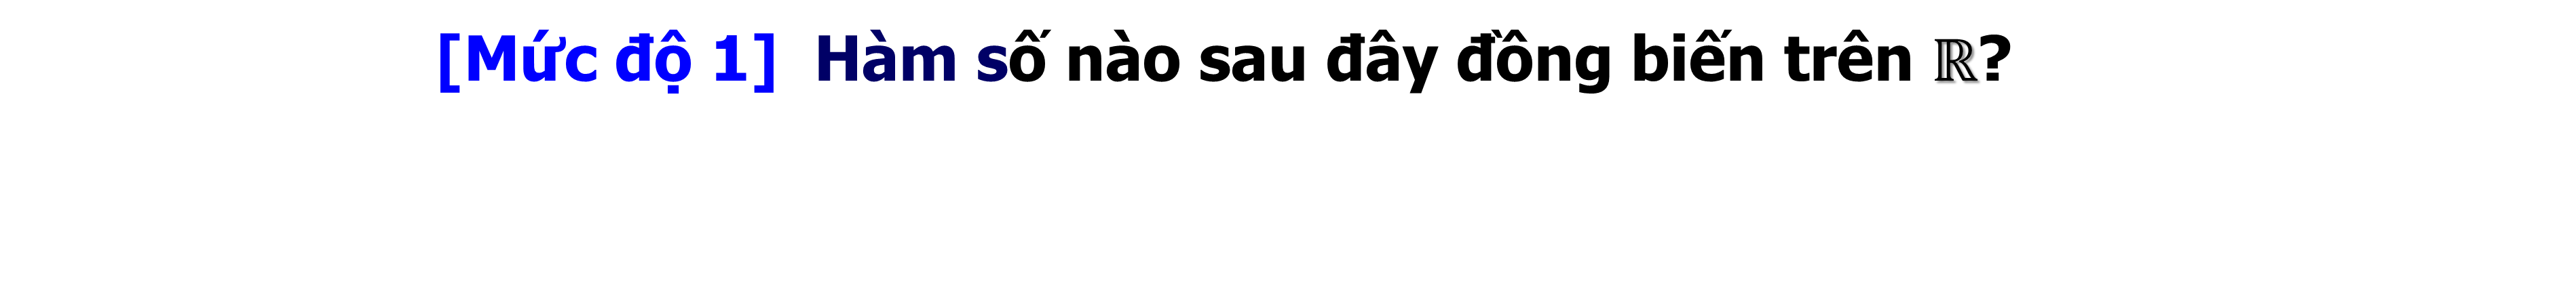 [Mức độ 1]  Hàm số nào sau đây đồng biến trên ℝ?